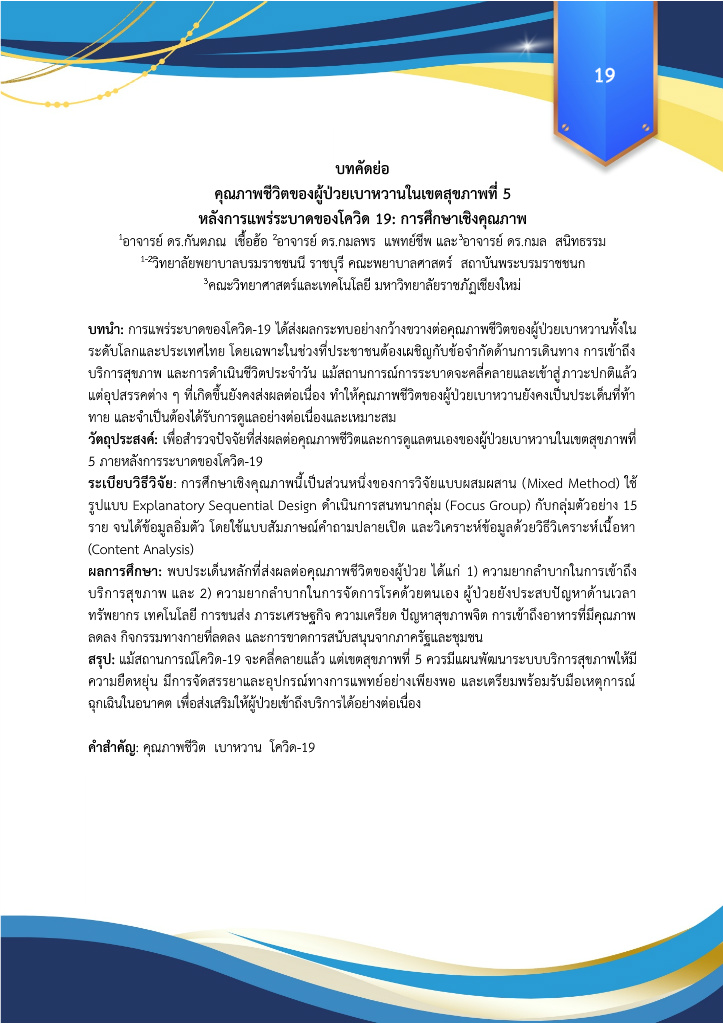 19
บทคัดย่อ
คุณภาพชีวิตของผู้ป่วยเบาหวานในเขตสุขภาพที่ 5
หลังการแพร่ระบาดของโควิด 19: การศึกษาเชิงคุณภาพ
¹อาจารย์ ดร.กันตภณ เชื้อฮ้อ ²อาจารย์ ดร.กมลพร แพทย์ชีพ และ³อาจารย์ ดร.กมล สนิทธรรม
¹⁻²วิทยาลัยพยาบาลบรมราชชนนี ราชบุรี คณะพยาบาลศาสตร์ สถาบันพระบรมราชชนก
³คณะวิทยาศาสตร์และเทคโนโลยี มหาวิทยาลัยราชภัฏเชียงใหม่
บทนำ: การแพร่ระบาดของโควิด-19 ได้ส่งผลกระทบอย่างกว้างขวางต่อคุณภาพชีวิตของผู้ป่วยเบาหวานทั้งใน
ระดับโลกและประเทศไทย โดยเฉพาะในช่วงที่ประชาชนต้องเผชิญกับข้อจำกัดด้านการเดินทาง การเข้าถึง
บริการสุขภาพ และการดำเนินชีวิตประจำวัน แม้สถานการณ์การระบาดจะคลี่คลายและเข้าสู่ภาวะปกติแล้ว
แต่อุปสรรคต่าง ๆ ที่เกิดขึ้นยังคงส่งผลต่อเนื่อง ทำให้คุณภาพชีวิตของผู้ป่วยเบาหวานยังคงเป็นประเด็นที่ท้า
ทาย และจำเป็นต้องได้รับการดูแลอย่างต่อเนื่องและเหมาะสม
วัตถุประสงค์: เพื่อสำรวจปัจจัยที่ส่งผลต่อคุณภาพชีวิตและการดูแลตนเองของผู้ป่วยเบาหวานในเขตสุขภาพที่
5 ภายหลังการระบาดของโควิด-19
ระเบียบวิธีวิจัย: การศึกษาเชิงคุณภาพนี้เป็นส่วนหนึ่งของการวิจัยแบบผสมผสาน (Mixed Method) ใช้
รูปแบบ Explanatory Sequential Design ดำเนินการสนทนากลุ่ม (Focus Group) กับกลุ่มตัวอย่าง 15
ราย จนได้ข้อมูลอิ่มตัว โดยใช้แบบสัมภาษณ์คำถามปลายเปิด และวิเคราะห์ข้อมูลด้วยวิธีวิเคราะห์เนื้อหา
(Content Analysis)
ผลการศึกษา: พบประเด็นหลักที่ส่งผลต่อคุณภาพชีวิตของผู้ป่วย ได้แก่ 1) ความยากลำบากในการเข้าถึง
บริการสุขภาพ และ 2) ความยากลำบากในการจัดการโรคด้วยตนเอง ผู้ป่วยยังประสบปัญหาด้านเวลา
ทรัพยากร เทคโนโลยี การขนส่ง ภาระเศรษฐกิจ ความเครียด ปัญหาสุขภาพจิต การเข้าถึงอาหารที่มีคุณภาพ
ลดลง กิจกรรมทางกายที่ลดลง และการขาดการสนับสนุนจากภาครัฐและชุมชน
สรุป: แม้สถานการณ์โควิด-19 จะคลี่คลายแล้ว แต่เขตสุขภาพที่ 5 ควรมีแผนพัฒนาระบบบริการสุขภาพให้มี
ความยืดหยุ่น มีการจัดสรรยาและอุปกรณ์ทางการแพทย์อย่างเพียงพอ และเตรียมพร้อมรับมือเหตุการณ์
ฉุกเฉินในอนาคต เพื่อส่งเสริมให้ผู้ป่วยเข้าถึงบริการได้อย่างต่อเนื่อง
คำสำคัญ: คุณภาพชีวิต เบาหวาน โควิด-19